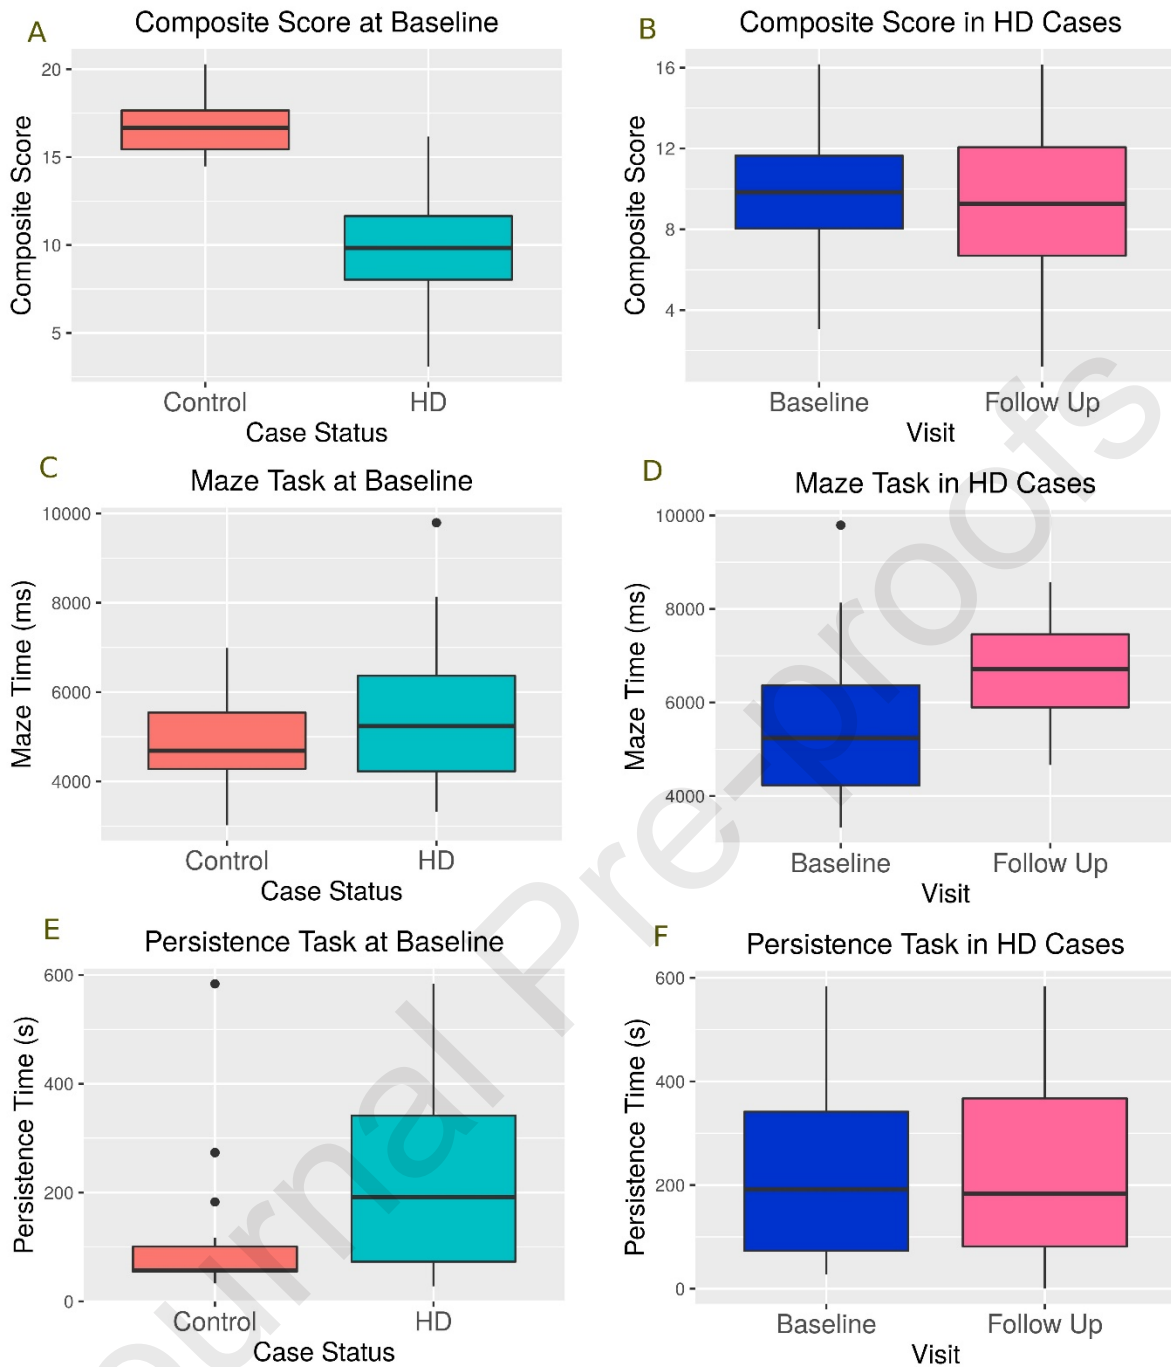 A
Composite Score at Baseline
20
15
10
5
Composite Score
Control
HD
Case Status
B
Composite Score in HD Cases
16
12
8
4
Composite Score
Baseline
Follow Up
Visit
C
Maze Task at Baseline
10000
8000
6000
4000
Maze Time (ms)
Control
HD
Case Status
D
Maze Task in HD Cases
10000
8000
6000
4000
Maze Time (ms)
Baseline
Follow Up
Visit
E
Persistence Task at Baseline
600
400
200
0
Persistence Time (s)
Control
HD
Case Status
F
Persistence Task in HD Cases
600
400
200
0
Persistence Time (s)
Baseline
Follow Up
Visit
Journal Pre-proofs